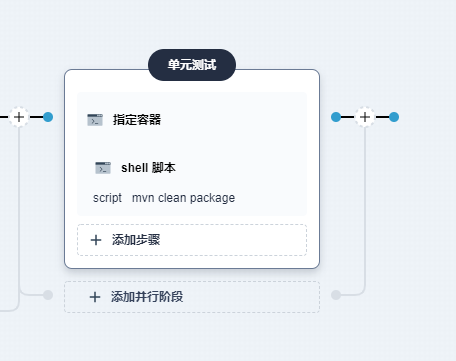 单元测试
指定容器
shell 脚本
script mvn clean package
添加步骤
添加并行阶段